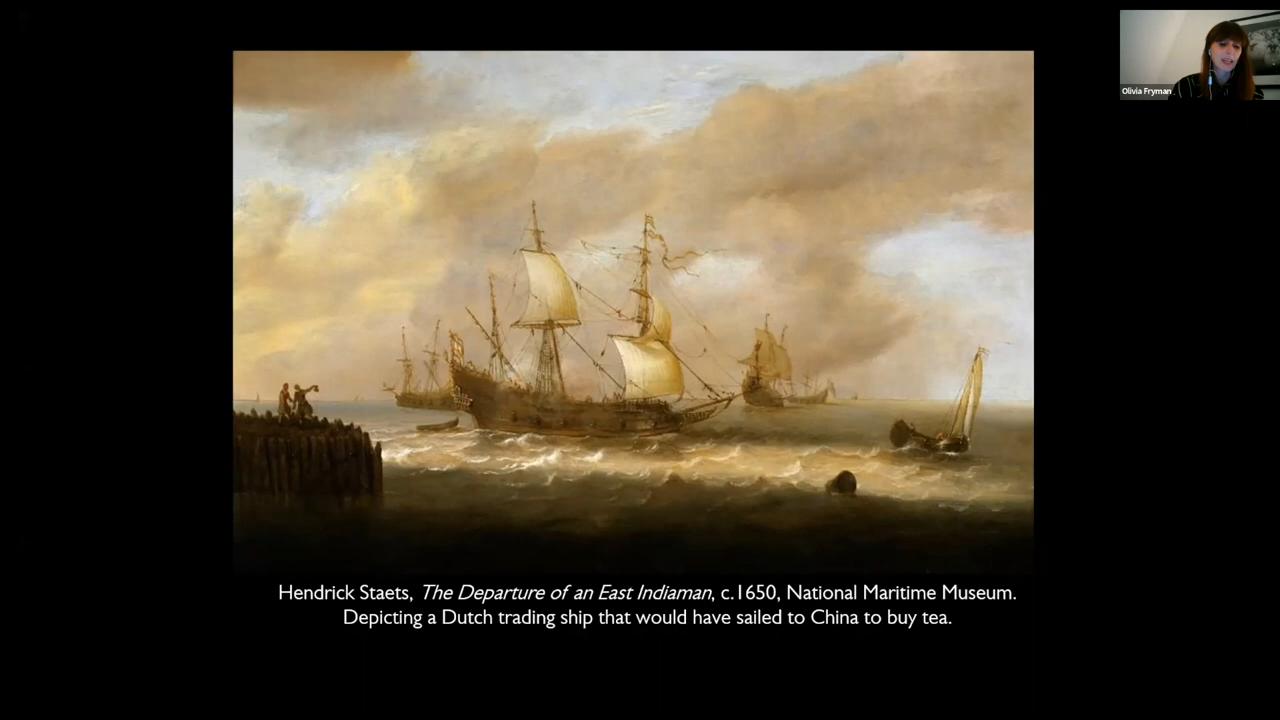 Olivia Fryman
Hendrick Staets, The Departure of an East Indiaman, c.1650, National Maritime Museum.
Depicting a Dutch trading ship that would have sailed to China to buy tea.